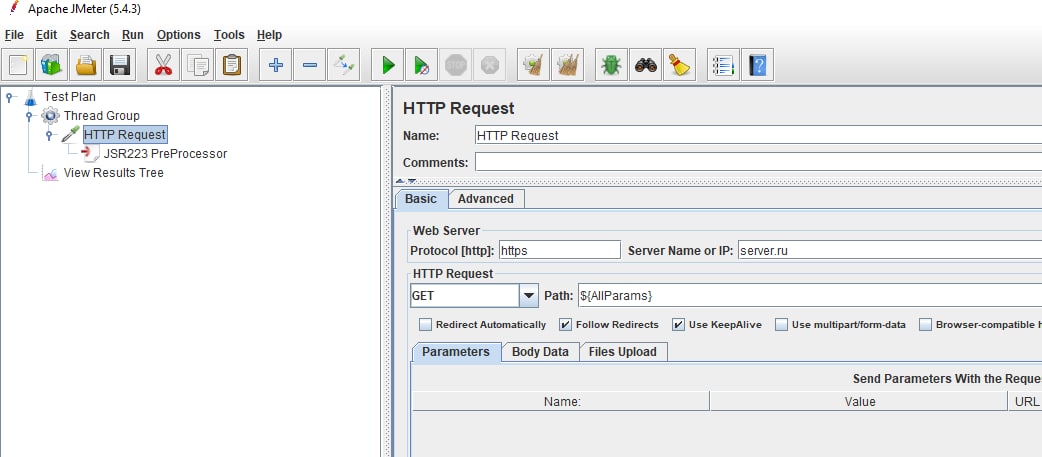 Apache JMeter (5.4.3)
File Edit Search Run Options Tools Help
STOP
?
Test Plan
Thread Group
HTTP Request
JSR223 PreProcessor
View Results Tree
HTTP Request
Name: HTTP Request
Comments:
Basic Advanced
Web Server
Protocol [http]: https Server Name or IP: server.ru
HTTP Request
GET Path: ${AllParams}
Redirect Automatically Follow Redirects Use KeepAlive Use multipart/form-data Browser-compatible h
Parameters Body Data Files Upload
Send Parameters With the Reque
Name: Value URL